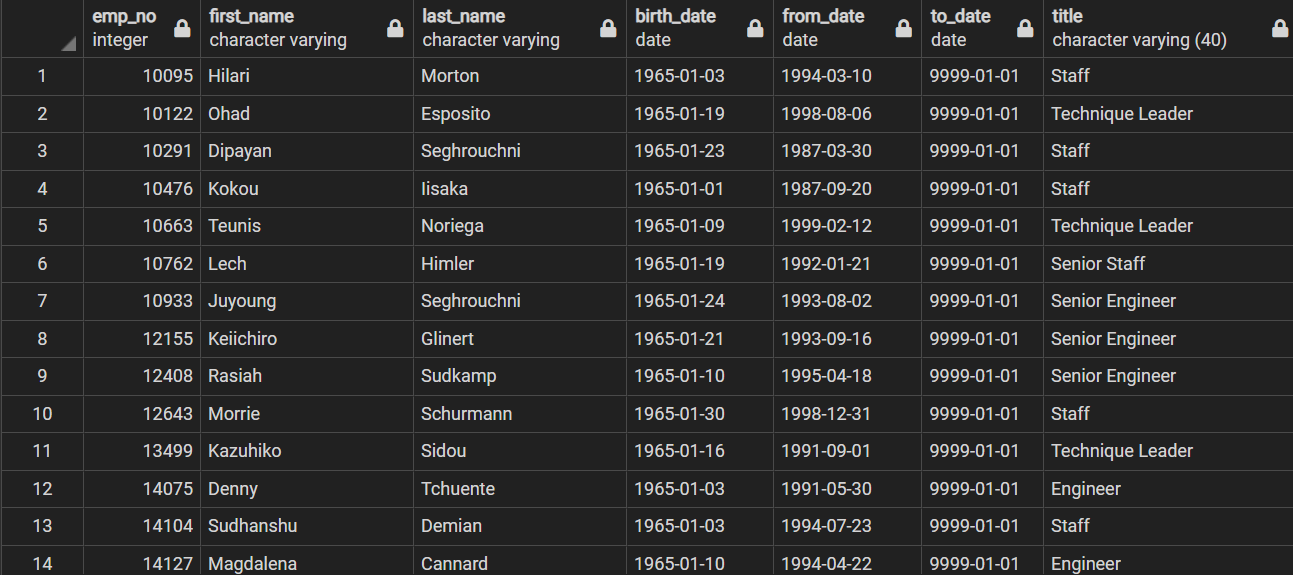 emp_no first_name last_name birth_date from_date to_date title
integer character varying character varying date date date character varying (40)
1 10095 Hilari Morton 1965-01-03 1994-03-10 9999-01-01 Staff
2 10122 Ohad Esposito 1965-01-19 1998-08-06 9999-01-01 Technique Leader
3 10291 Dipayan Seghrouchni 1965-01-23 1987-03-30 9999-01-01 Staff
4 10476 Kokou Iisaka 1965-01-01 1987-09-20 9999-01-01 Staff
5 10663 Teunis Noriega 1965-01-09 1999-02-12 9999-01-01 Technique Leader
6 10762 Lech Himler 1965-01-19 1992-01-21 9999-01-01 Senior Staff
7 10933 Juyoung Seghrouchni 1965-01-24 1993-08-02 9999-01-01 Senior Engineer
8 12155 Keiichiro Glinert 1965-01-21 1993-09-16 9999-01-01 Senior Engineer
9 12408 Rasiah Sudkamp 1965-01-10 1995-04-18 9999-01-01 Senior Engineer
10 12643 Morrie Schurmann 1965-01-30 1998-12-31 9999-01-01 Staff
11 13499 Kazuhiko Sidou 1965-01-16 1991-09-01 9999-01-01 Technique Leader
12 14075 Denny Tchuente 1965-01-03 1991-05-30 9999-01-01 Engineer
13 14104 Sudhanshu Demian 1965-01-03 1994-07-23 9999-01-01 Staff
14 14127 Magdalena Cannard 1965-01-10 1994-04-22 9999-01-01 Engineer